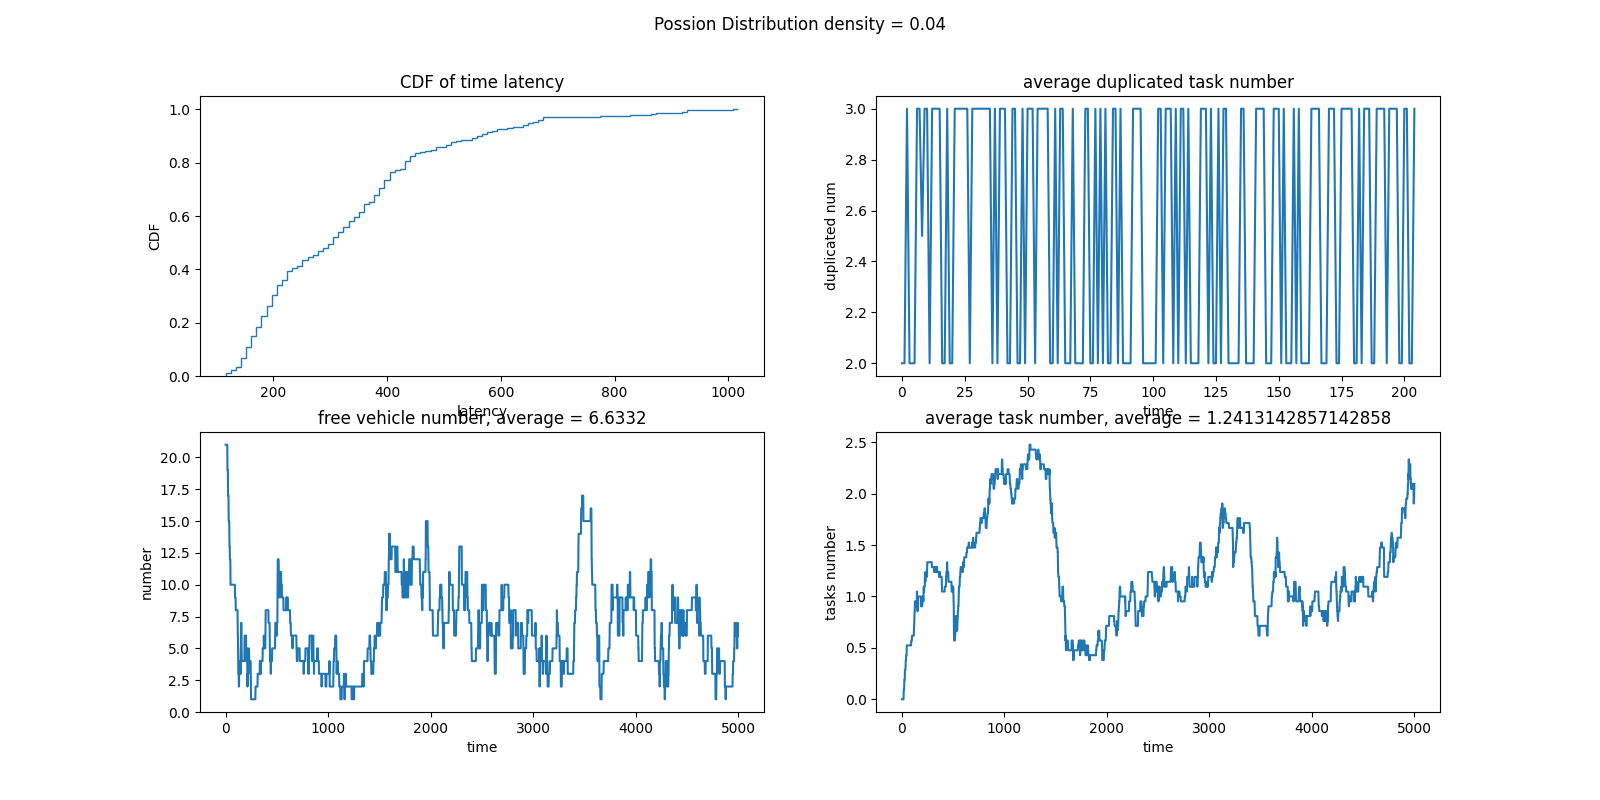 Possion Distribution density = 0.04
CDF of time latency
1.0
0.8
0.6
0.4
0.2
0.0
CDF
200 400 600 800 1000
latency
average duplicated task number
3.0
2.8
2.6
2.4
2.2
2.0
duplicated num
0 25 50 75 100 125 150 175 200
time
free vehicle number, average = 6.6332
20.0
17.5
15.0
12.5
10.0
7.5
5.0
2.5
0.0
number
0 1000 2000 3000 4000 5000
time
average task number, average = 1.2413142857142858
2.5
2.0
1.5
1.0
0.5
0.0
tasks number
0 1000 2000 3000 4000 5000
time